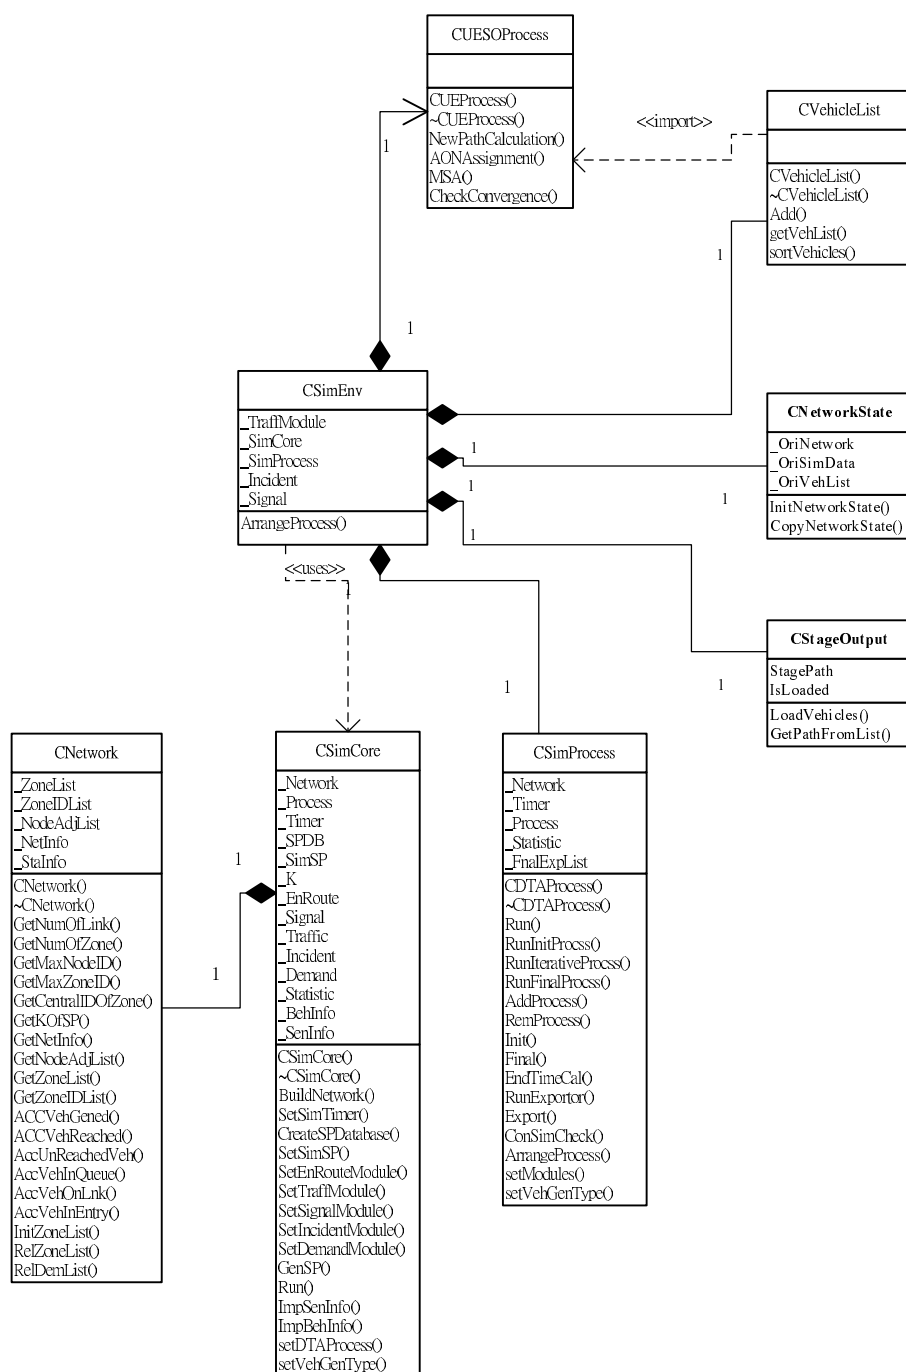 CUESOProcess
CUEProcess()
~CUEProcess()
NewPathCalculation()
AONAssignment()
MSA()
CheckConvergence()
<<import>>
CVehicleList
CVehicleList()
~CVehicleList()
Add()
getVehList()
sortVehicles()
1
1
1
CSimEnv
_TraffModule
_SimCore
_SimProcess
_Incident
_Signal
ArrangeProcess()
CNetworkState
_OriNetwork
_OriSimData
_OriVehList
InitNetworkState()
CopyNetworkState()
1
1
1
1
<<uses>>
1
CStageOutput
StagePath
IsLoaded
LoadVehicles()
GetPathFromList()
1
1
CNetwork
_ZoneList
_ZoneIDList
_NodeAdjList
_NetInfo
_StaInfo
CNetwork()
~CNetwork()
GetNumOfLink()
GetNumOfZone()
GetMaxNodeID()
GetMaxZoneID()
GetCentralIDOfZone()
GetKOfSP()
GetNetInfo()
GetNodeAdjList()
GetZoneList()
GetZoneIDList()
ACCVehGened()
ACCVehReached()
AccUnReachedVeh()
AccVehInQueue()
AccVehOnLnk()
AccVehInEntry()
InitZoneList()
RelZoneList()
RelDemList()
1
1
CSimCore
_Network
_Process
_Timer
_SPDB
_SimSP
_K
_EnRoute
_Signal
_Traffic
_Incident
_Demand
_Statistic
_BehInfo
_SenInfo
CSimCore()
~CSimCore()
BuildNetwork()
SetSimTimer()
CreateSPDatabase()
SetSimSP()
SetEnRouteModule()
SetTraffModule()
SetSignalModule()
SetIncidentModule()
SetDemandModule()
GenSP()
Run()
ImpSenInfo()
ImpBehInfo()
setDTAProcess()
setVehGenType()
CSimProcess
_Network
_Timer
_Process
_Statistic
_FnalExpList
CDTAProcess()
~CDTAProcess()
Run()
RunInitProcss()
RunIterativeProcss()
RunFinalProcss()
AddProcess()
RemProcess()
Init()
Final()
EndTimeCal()
RunExportor()
Export()
ConSimCheck()
ArrangeProcess()
setModules()
setVehGenType()